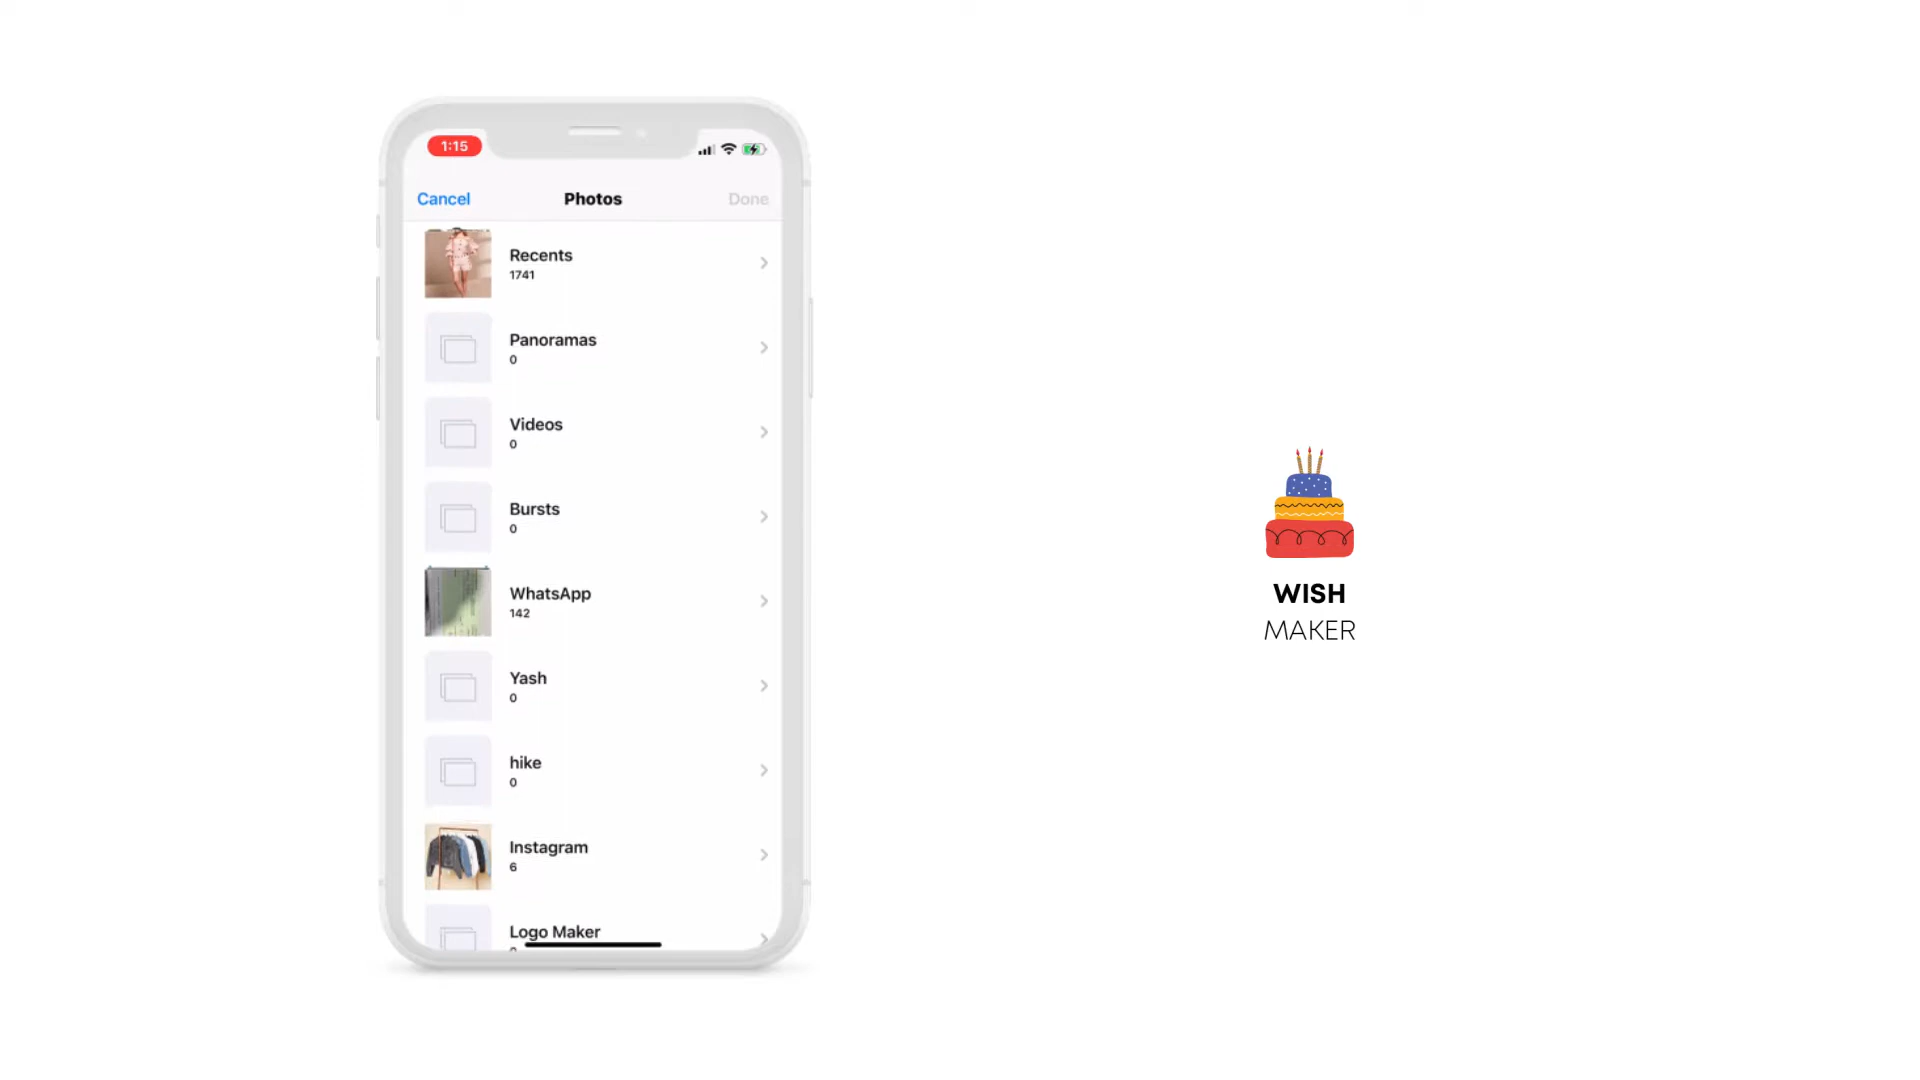 1:15
Cancel Photos Done
Recents
1741
Panoramas
0
Videos
0
Bursts
0
WhatsApp
142
Yash
0
hike
0
Instagram
6
Logo Maker
WISH
MAKER